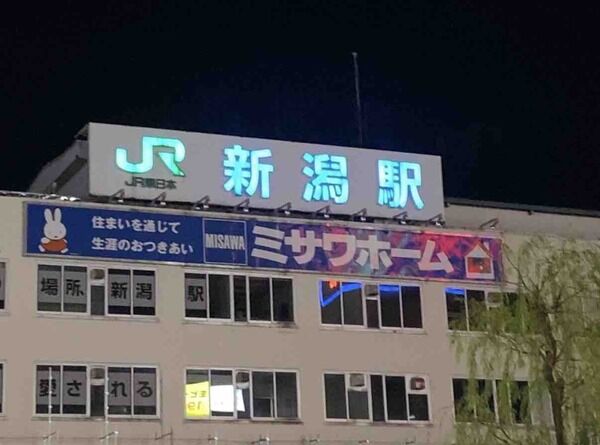 JR 新潟駅
JR東日本
住まいを通じて
生涯のおつきあい
MISAWA ミサワホーム
場所 新潟駅
愛される
19